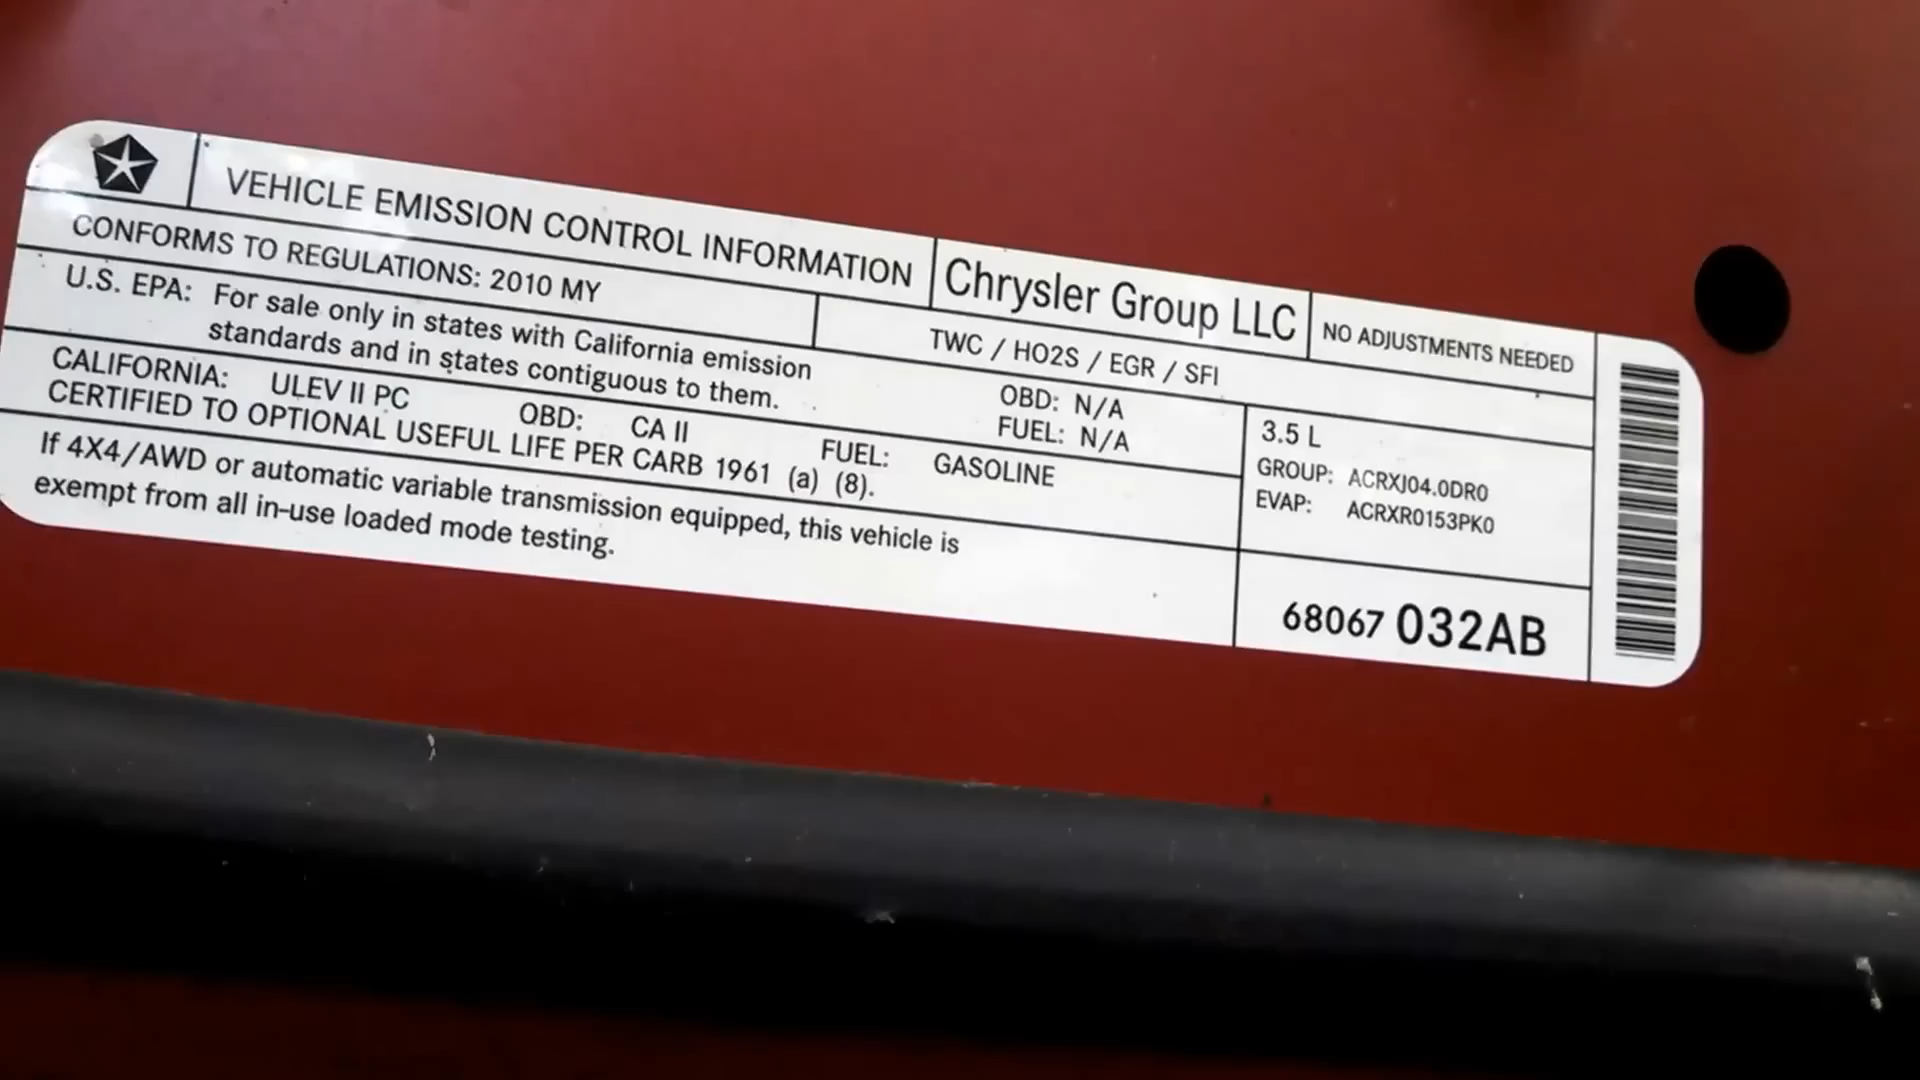 VEHICLE EMISSION CONTROL INFORMATION
Chrysler Group LLC
NO ADJUSTMENTS NEEDED
CONFORMS TO REGULATIONS: 2010 MY
TWC / HO2S / EGR / SFI
U.S. EPA: For sale only in states with California emission
standards and in states contiguous to them.
OBD: N/A
FUEL: N/A
CALIFORNIA: ULEV II PC OBD: CA II FUEL: GASOLINE
CERTIFIED TO OPTIONAL USEFUL LIFE PER CARB 1961 (a) (8).
If 4X4/AWD or automatic variable transmission equipped, this vehicle is
exempt from all in-use loaded mode testing.
3.5 L
GROUP: ACRXJ04.0DR0
EVAP: ACRXR0153PK0
68067 032AB